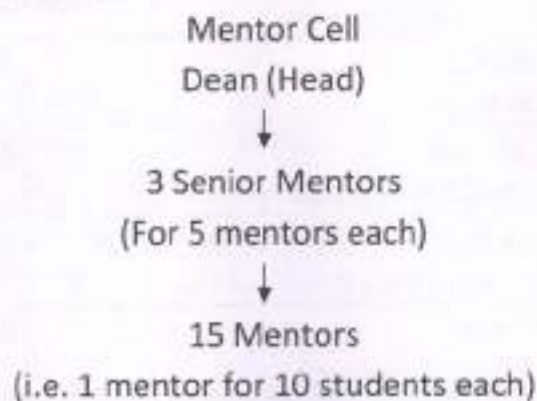 Mentor Cell
Dean (Head)
3 Senior Mentors
(For 5 mentors each)
15 Mentors
(i.e. 1 mentor for 10 students each)